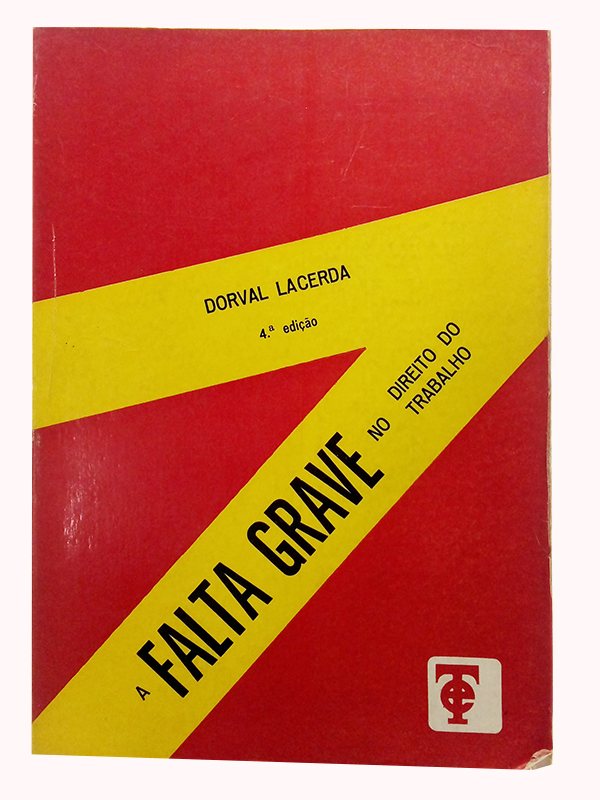 DORVAL LACERDA
4.ª edição
A FALTA GRAVE NO DIREITO DO
TRABALHO